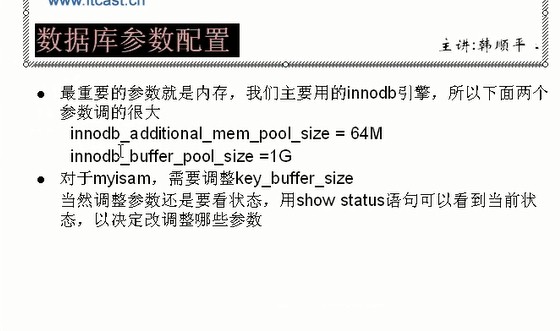 www.itcast.cn
数据库参数配置
主讲:韩顺平 .
● 最重要的参数就是内存，我们主要用的innodb引擎，所以下面两个
参数调的很大
innodb_additional_mem_pool_size = 64M
innodb_buffer_pool_size =1G
● 对于myisam，需要调整key_buffer_size
当然调整参数还是要看状态，用show status语句可以看到当前状
态，以决定改调整哪些参数